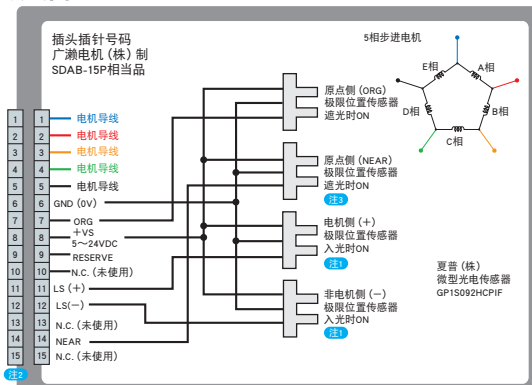 插头插针号码
广濑电机（株）制
SDAB-15P相当品
5相步进电机
E相
A相
D相
B相
C相
1 1 电机导线
2 2 电机导线
3 3 电机导线
4 4 电机导线
5 5 电机导线
6 6 GND (0V)
7 7 ORG
8 8 +VS
5～24VDC
9 9 RESERVE
10 10 N.C.（未使用）
11 11 LS (+)
12 12 LS(−)
13 13 N.C.（未使用）
14 14 NEAR
15 15 N.C.（未使用）
注2
原点侧 (ORG)
极限位置传感器
遮光时ON
原点侧 (NEAR)
极限位置传感器
遮光时ON
注3
电机侧 (+)
极限位置传感器
入光时ON
注1
非电机侧 (−)
极限位置传感器
入光时ON
注1
夏普（株）
微型光电传感器
GP1S092HCPIF